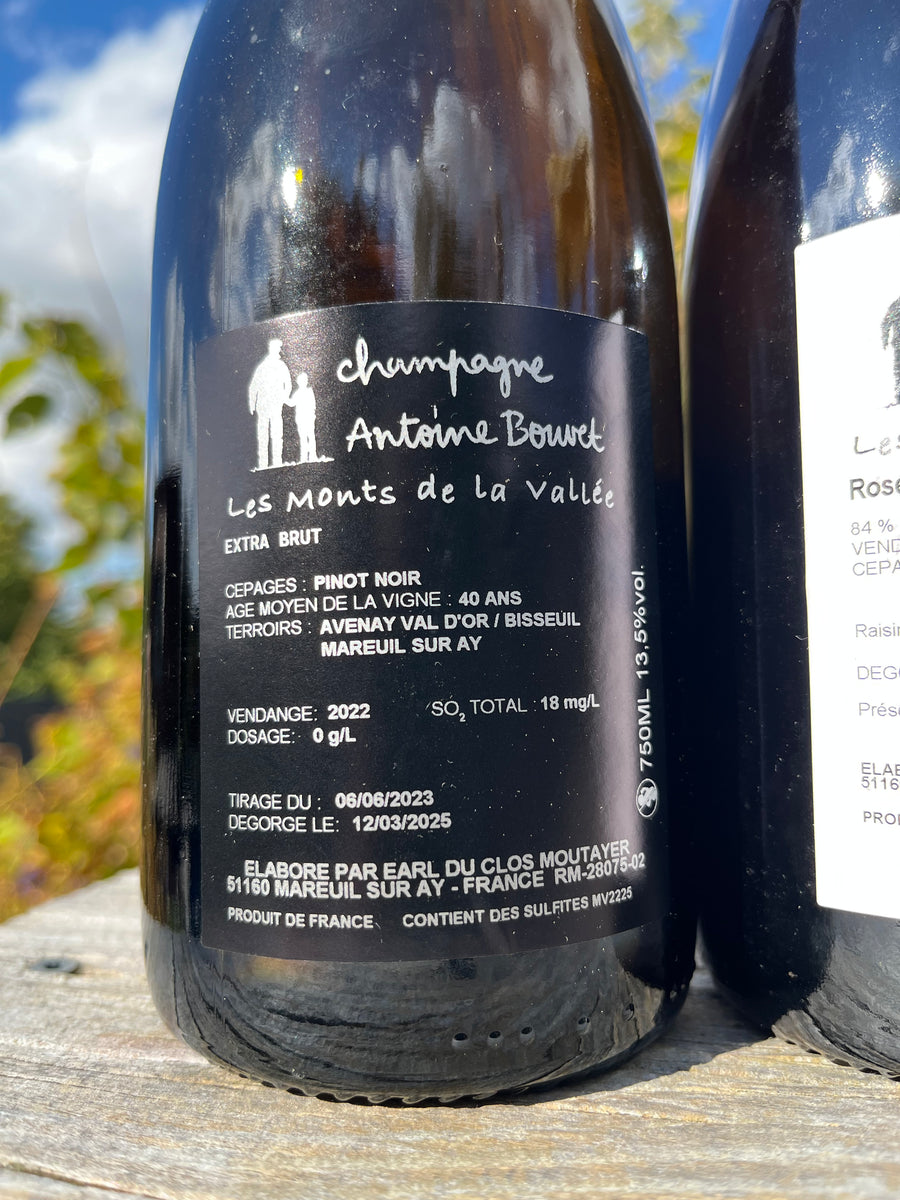 champagne
Antoine Bouvet
Les Monts de la Vallée
EXTRA BRUT
CEPAGES : PINOT NOIR
AGE MOYEN DE LA VIGNE : 40 ANS
TERROIRS : AVENAY VAL D'OR / BISSEUIL
MAREUIL SUR AY
VENDANGE: 2022 SO2 TOTAL : 18 mg/L
DOSAGE: 0 g/L
TIRAGE DU : 06/06/2023
DEGORGE LE: 12/03/2025
ELABORE PAR EARL DU CLOS MOUTAYER
51160 MAREUIL SUR AY - FRANCE RM-28075-02
PRODUIT DE FRANCE CONTIENT DES SULFITES MV2225
750ML 13.5%vol.
Les
Rosé
84 %
VEND
CEPA
Raisin
DEGO
Prés
ELAB
5116
PROD